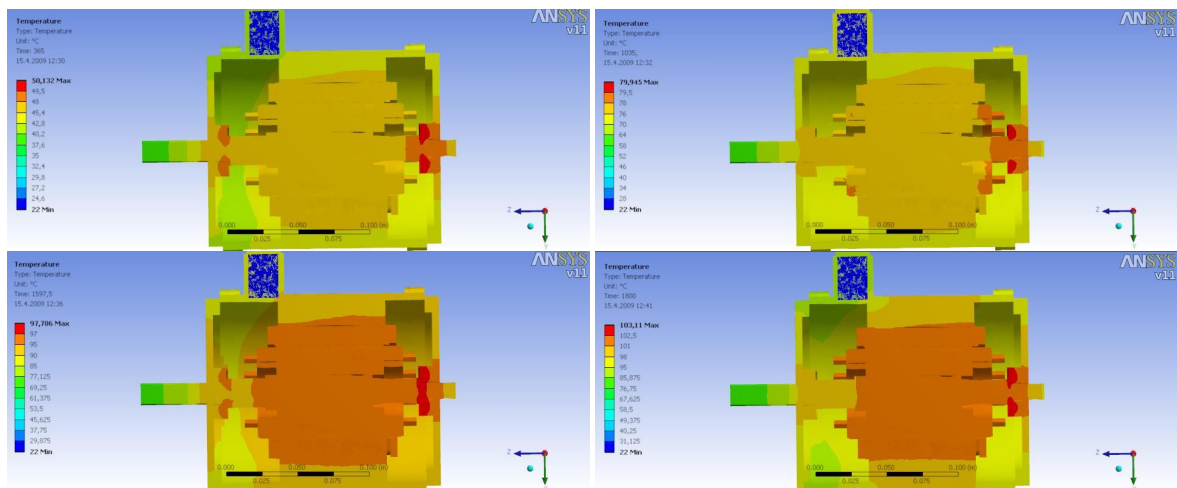 Temperature
Type: Temperature
Unit: °C
Time: 365
15.4.2009 12:30
50,132 Max
49,5
48
45,4
42,8
40,2
37,6
35
32,4
29,8
27,2
24,6
22 Min
ANSYS
v11
0.000
0.050
0.100 (m)
0.025
0.075
Z
Y
Temperature
Type: Temperature
Unit: °C
Time: 1035,
15.4.2009 12:32
79,945 Max
79,5
78
76
70
64
58
52
46
40
34
28
22 Min
ANSYS
v11
0.000
0.050
0.100 (m)
0.025
0.075
Z
Temperature
Type: Temperature
Unit: °C
Time: 1597,5
15.4.2009 12:36
97,786 Max
97
95
90
85
77,125
69,25
61,375
53,5
45,625
37,75
29,875
22 Min
ANSYS
v11
0.000
0.050
0.100 (m)
0.025
0.075
Z
Temperature
Type: Temperature
Unit: °C
Time: 1800
15.4.2009 12:41
103,11 Max
102,5
101
98
95
85,875
76,75
67,625
58,5
49,375
40,25
31,125
22 Min
ANSYS
v11
0.000
0.050
0.100 (m)
0.025
0.075
Z